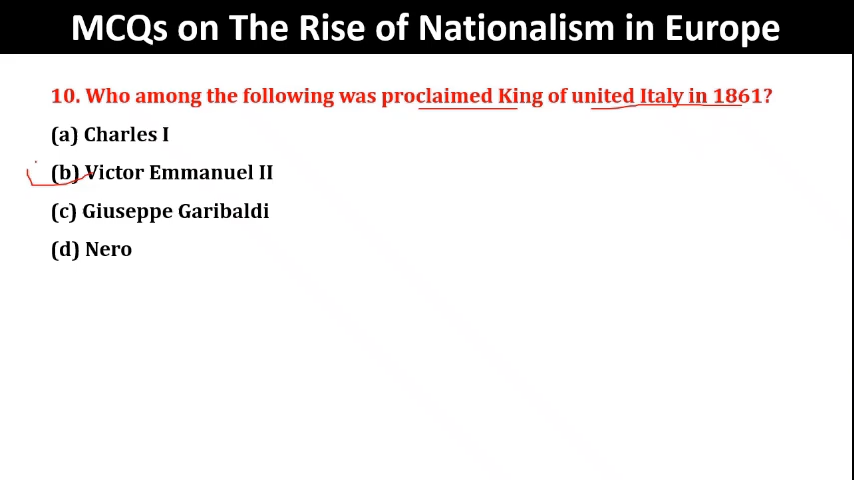 MCQs on The Rise of Nationalism in Europe
10. Who among the following was proclaimed King of united Italy in 1861?
(a) Charles I
(b) Victor Emmanuel II
(c) Giuseppe Garibaldi
(d) Nero